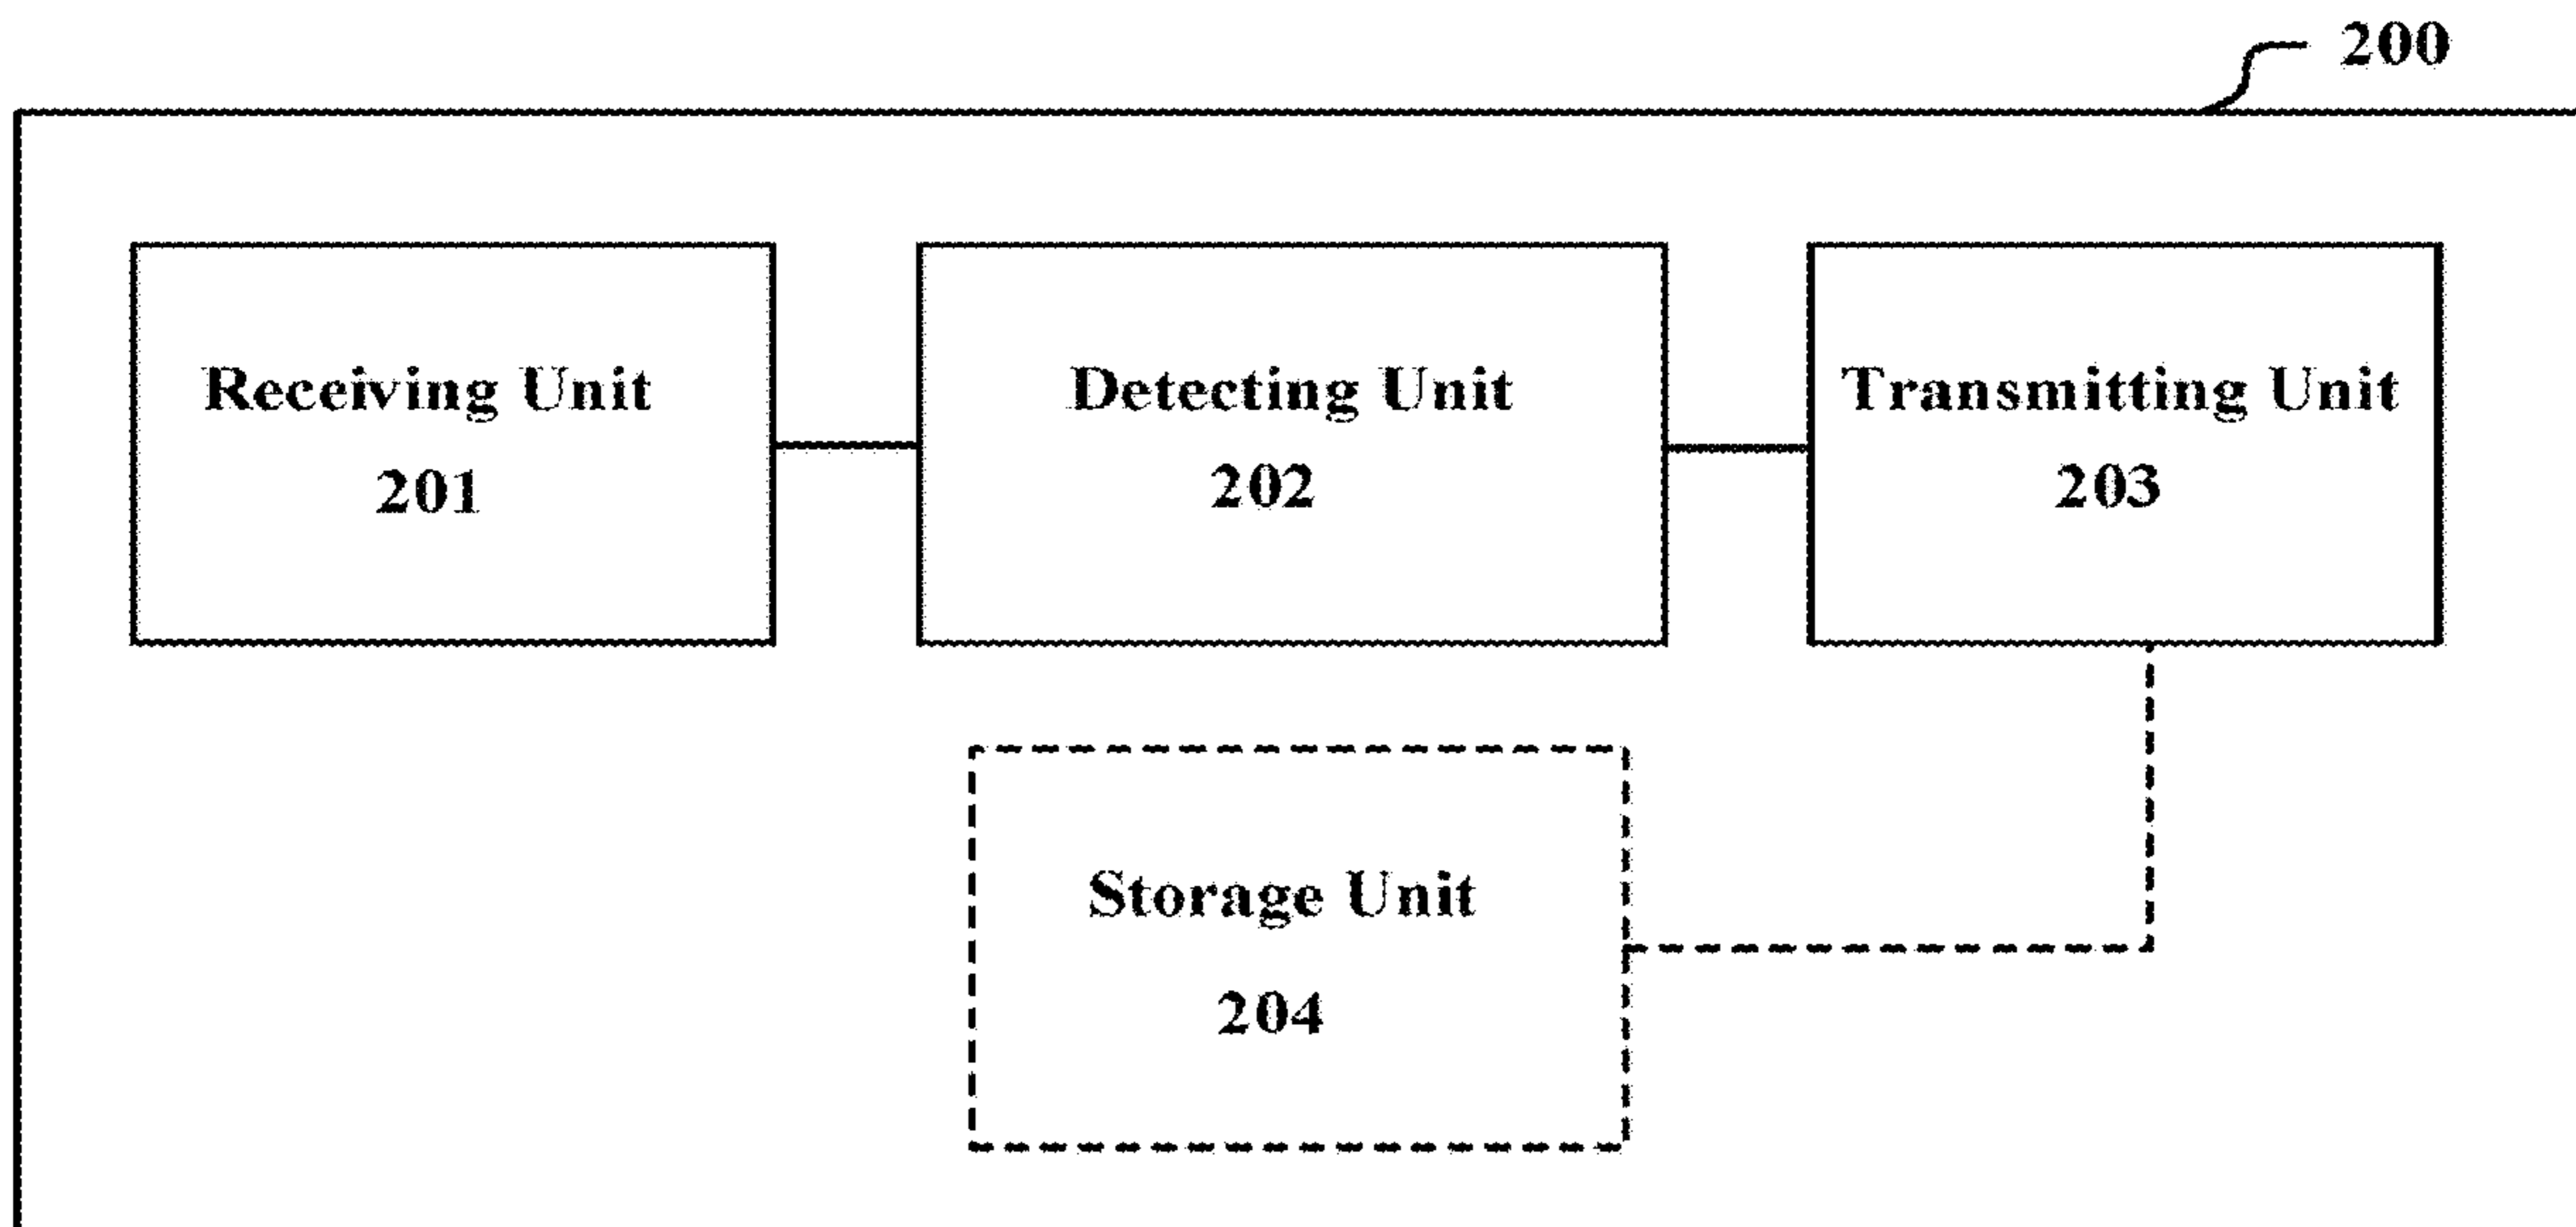 200
Receiving Unit
201
Detecting Unit
202
Transmitting Unit
203
Storage Unit
204